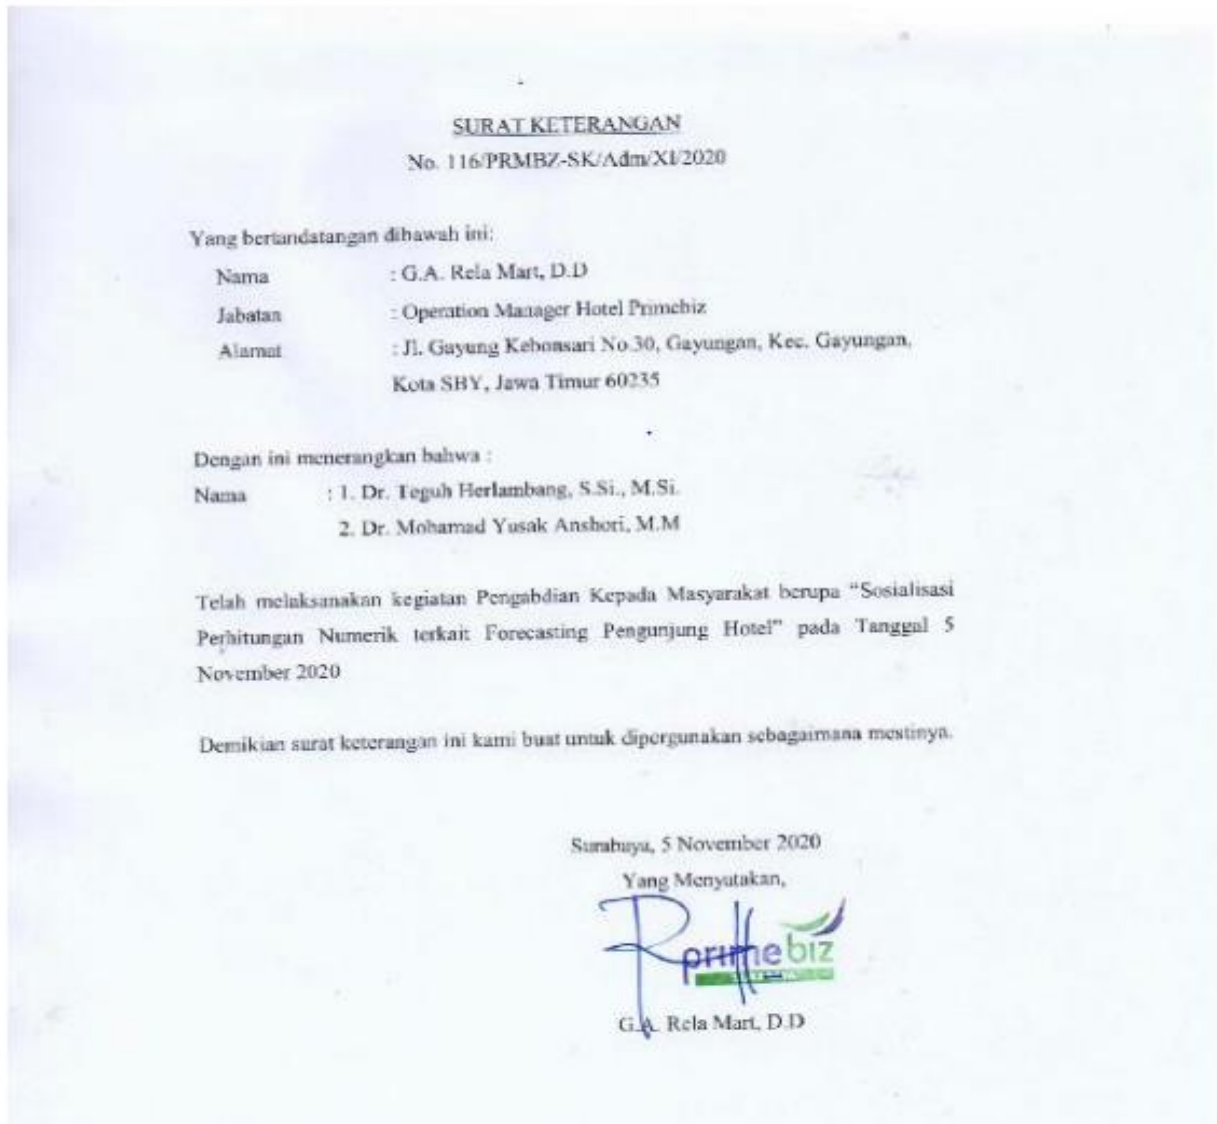 SURAT KETERANGAN
No. 116/PRMBZ-SK/Adm/XI/2020
Yang bertandatangan dibawah ini:
Nama : G.A. Rela Mart, D.D
Jabatan : Operation Manager Hotel Primebiz
Alamat : Jl. Gayung Kebonsari No.30, Gayungan, Kec. Gayungan,
Kota SBY, Jawa Timur 60235
Dengan ini menerangkan bahwa :
Nama : 1. Dr. Teguh Herlambang, S.Si., M.Si.
2. Dr. Mohamad Yusak Anshori, M.M
Telah melaksanakan kegiatan Pengabdian Kepada Masyarakat berupa “Sosialisasi
Perhitungan Numerik terkait Forecasting Pengunjung Hotel” pada Tanggal 5
November 2020
Demikian surat keterangan ini kami buat untuk dipergunakan sebagaimana mestinya.
Surabaya, 5 November 2020
Yang Menyatakan,
primebiz
G.A. Rela Mart, D.D